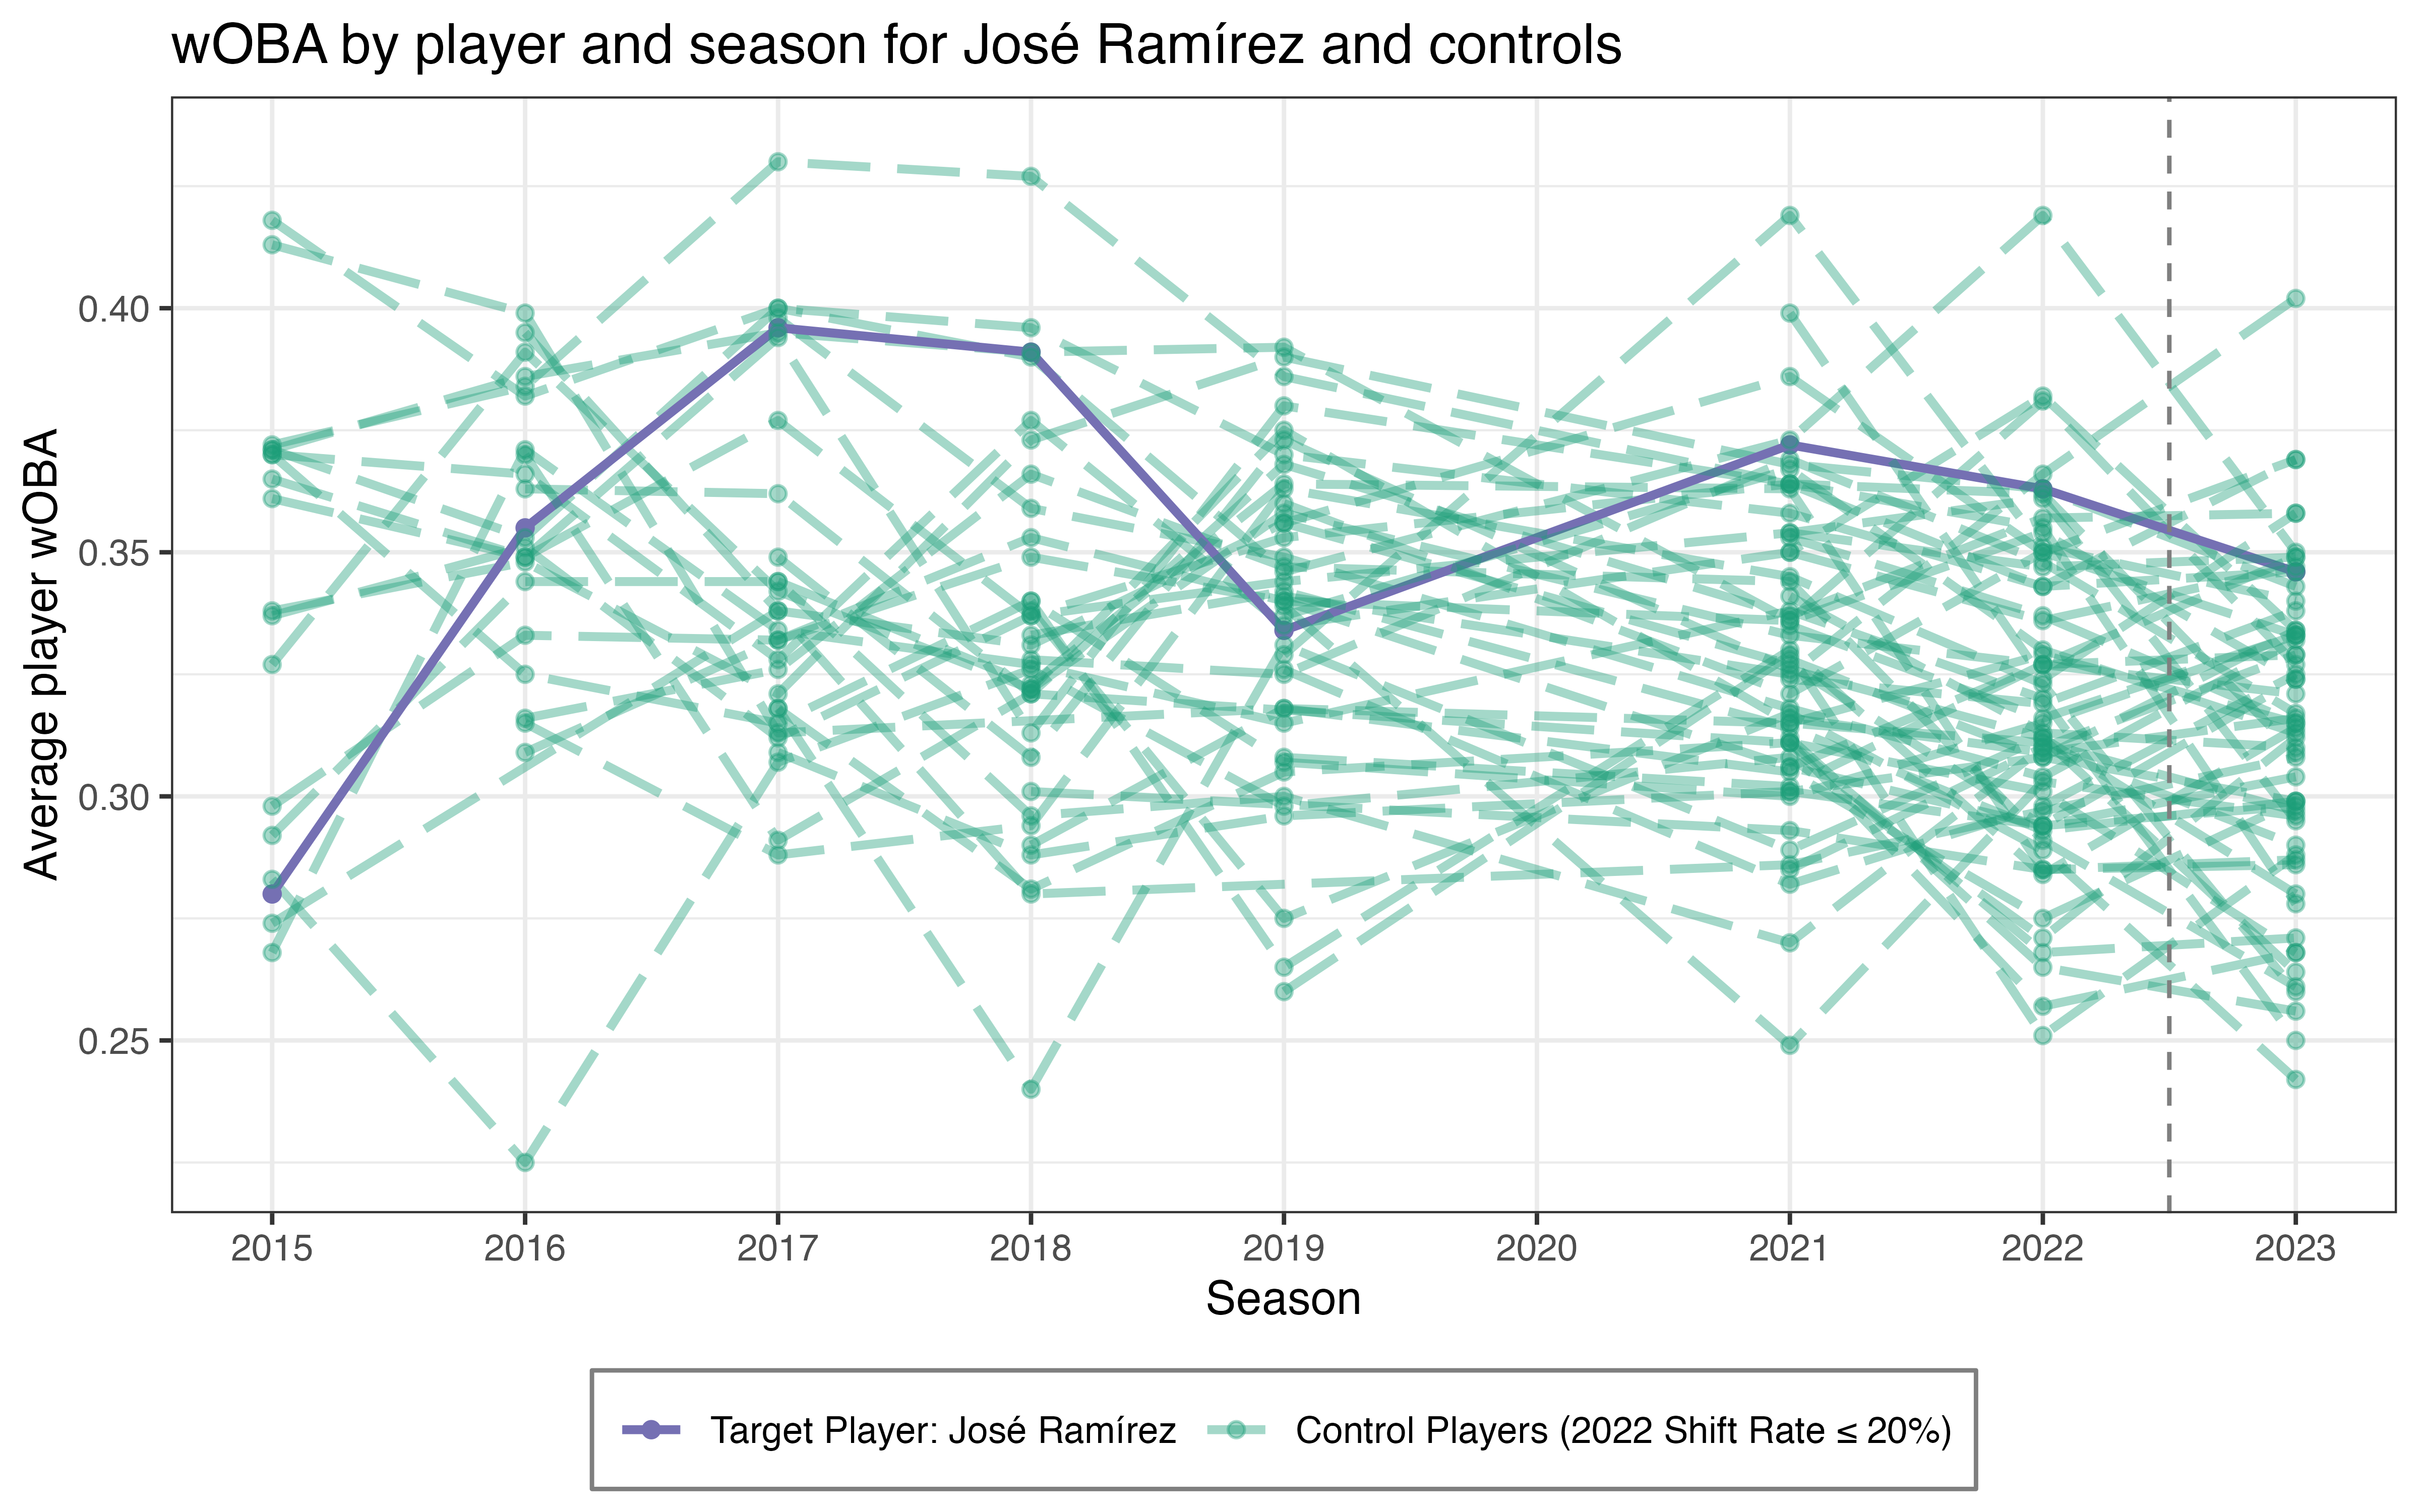 wOBA by player and season for José Ramírez and controls
Average player wOBA
0.40
0.35
0.30
0.25
2015 2016 2017 2018 2019 2020 2021 2022 2023
Season
Target Player: José Ramírez Control Players (2022 Shift Rate ≤ 20%)